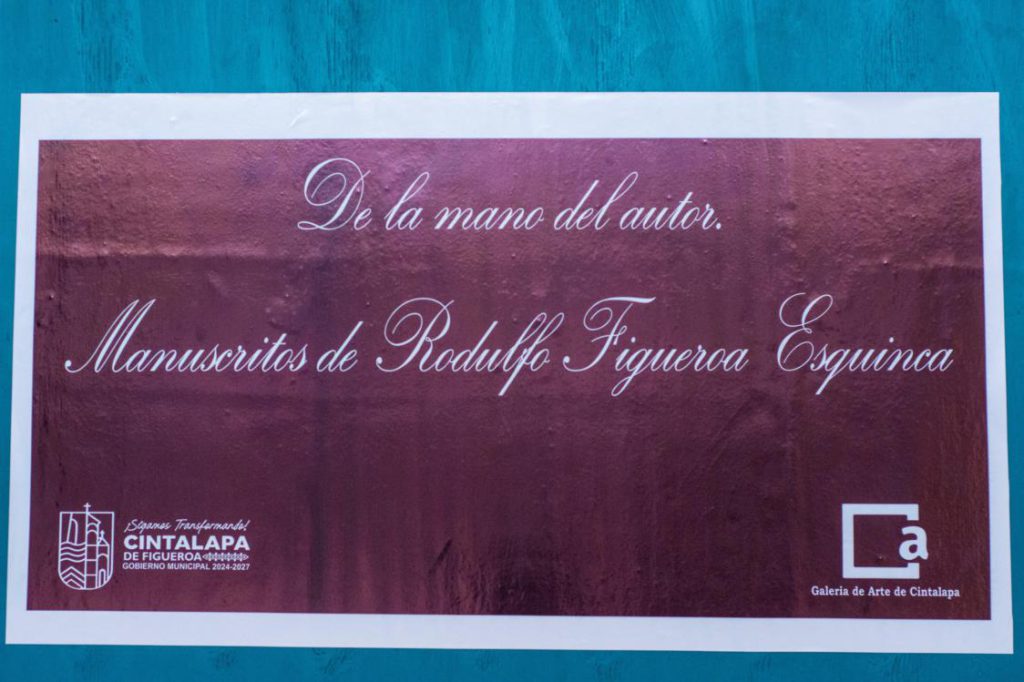 De la mano del autor.
Manuscritos de Rodulfo Figueroa Esquinca
¡Sigamos Transformando!
CINTALAPA
DE FIGUEROA
GOBIERNO MUNICIPAL 2024-2027
a
Galeria de Arte de Cintalapa